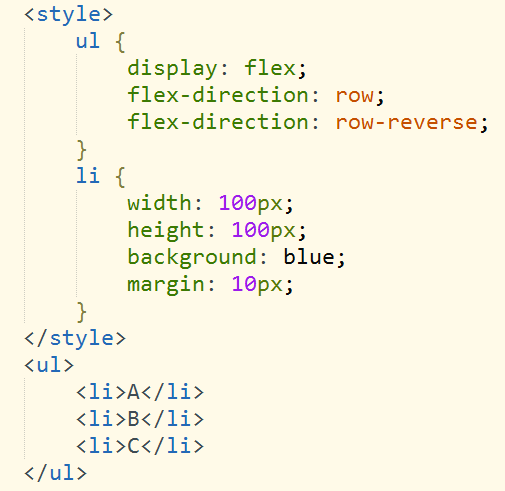 <style>
    ul {
        display: flex;
        flex-direction: row;
        flex-direction: row-reverse;
    }
    li {
        width: 100px;
        height: 100px;
        background: blue;
        margin: 10px;
    }
</style>
<ul>
    <li>A</li>
    <li>B</li>
    <li>C</li>
</ul>